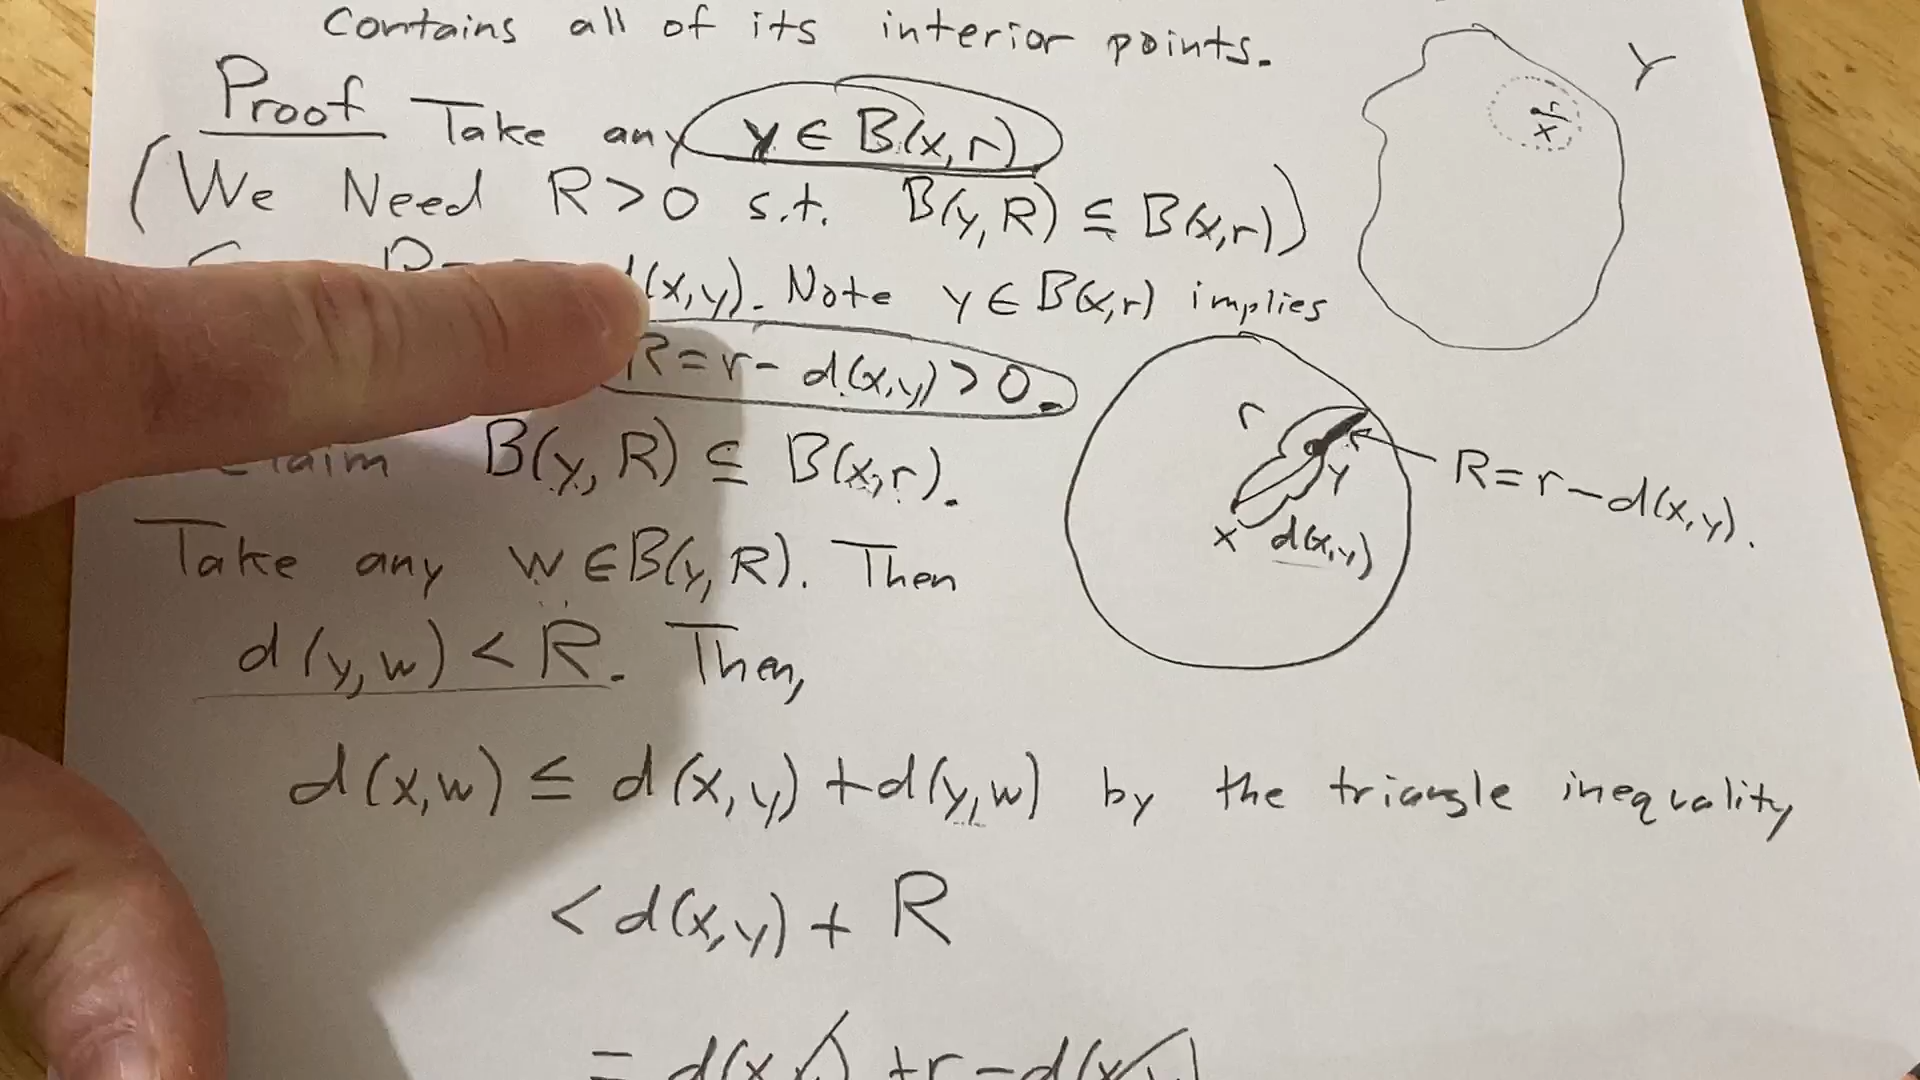 Contains all of its interior points.
Proof Take any y ∈ B(x,r)
(We Need R>0 s.t. B(y,R) ⊆ B(x,r))
d(x,y). Note y ∈ B(x,r) implies
R=r- d(x,y) > 0.
Claim B(y,R) ⊆ B(x,r).
Take any w ∈ B(y,R). Then
d(y,w) < R. Then,
d(x,w) ≤ d(x,y) + d(y,w) by the triangle inequality
< d(x,y) + R
= d(x,y) + r - d(x,y)
Y
r
x
r
y
x
d(x,y)
R=r-d(x,y).